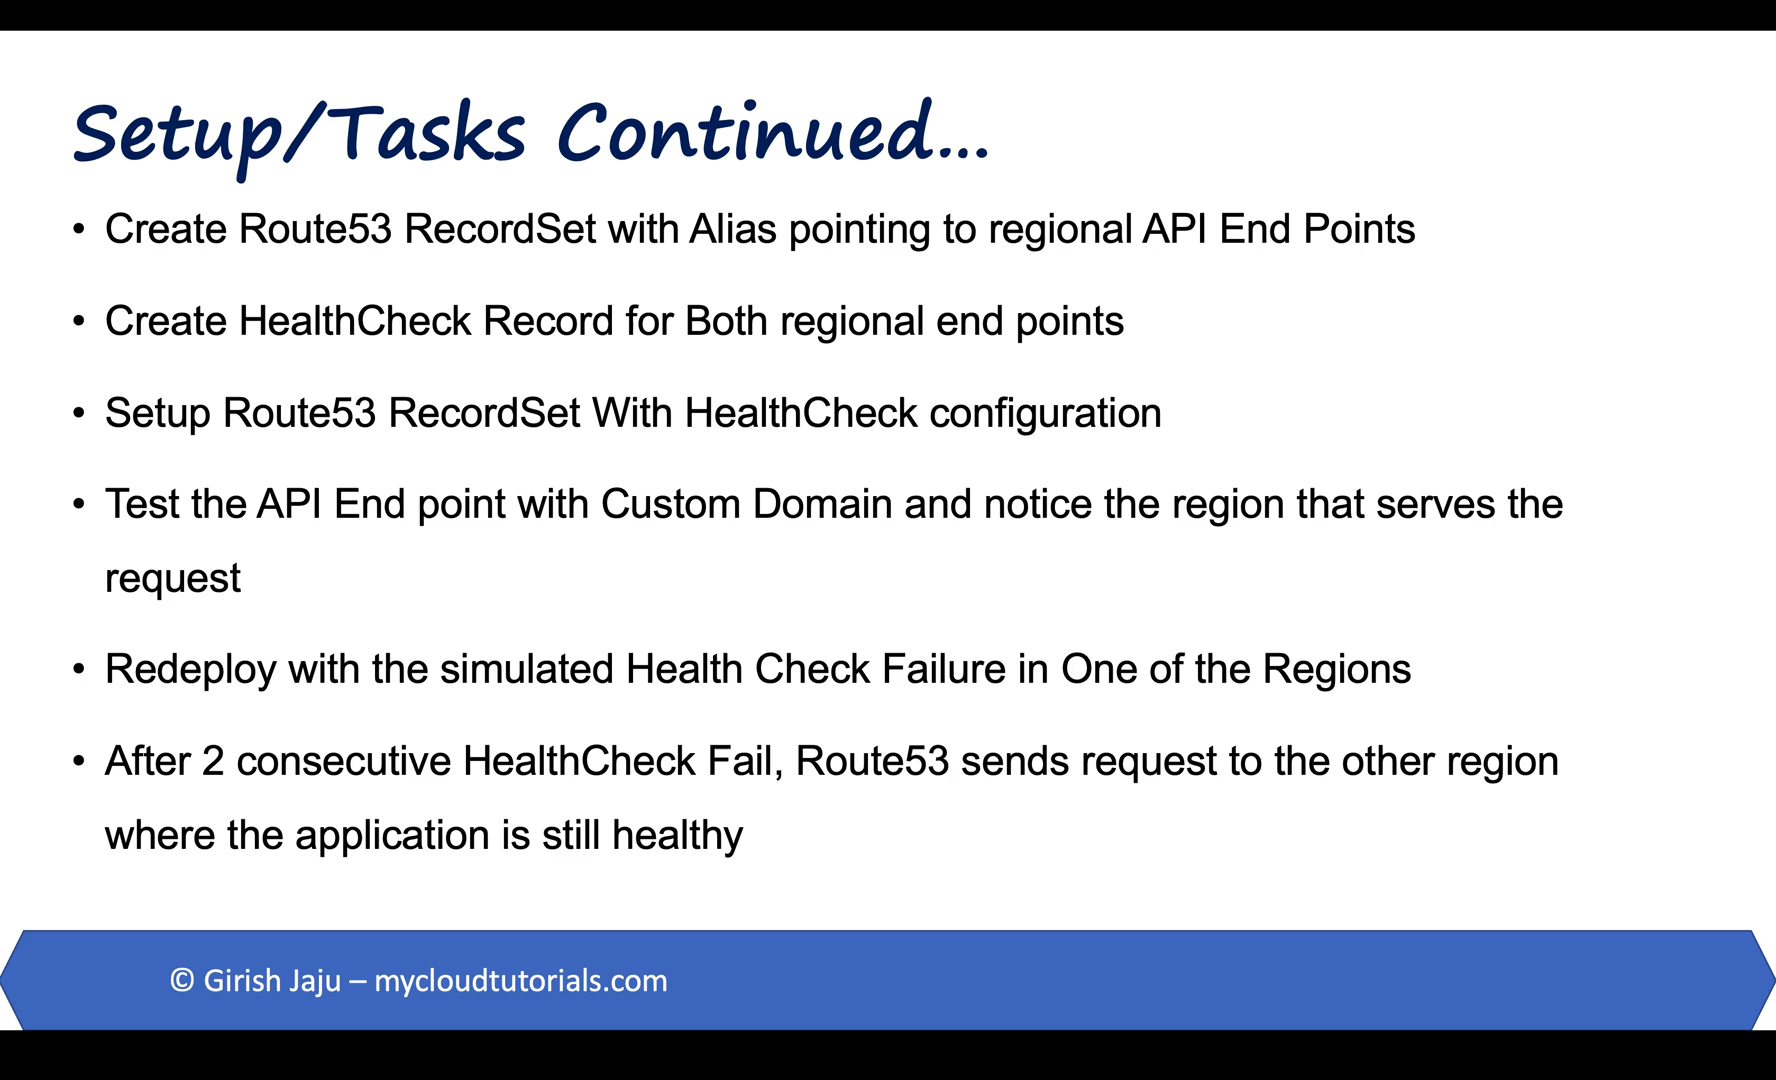 Setup/Tasks Continued...
• Create Route53 RecordSet with Alias pointing to regional API End Points
• Create HealthCheck Record for Both regional end points
• Setup Route53 RecordSet With HealthCheck configuration
• Test the API End point with Custom Domain and notice the region that serves the
request
• Redeploy with the simulated Health Check Failure in One of the Regions
• After 2 consecutive HealthCheck Fail, Route53 sends request to the other region
where the application is still healthy
© Girish Jaju – mycloudtutorials.com